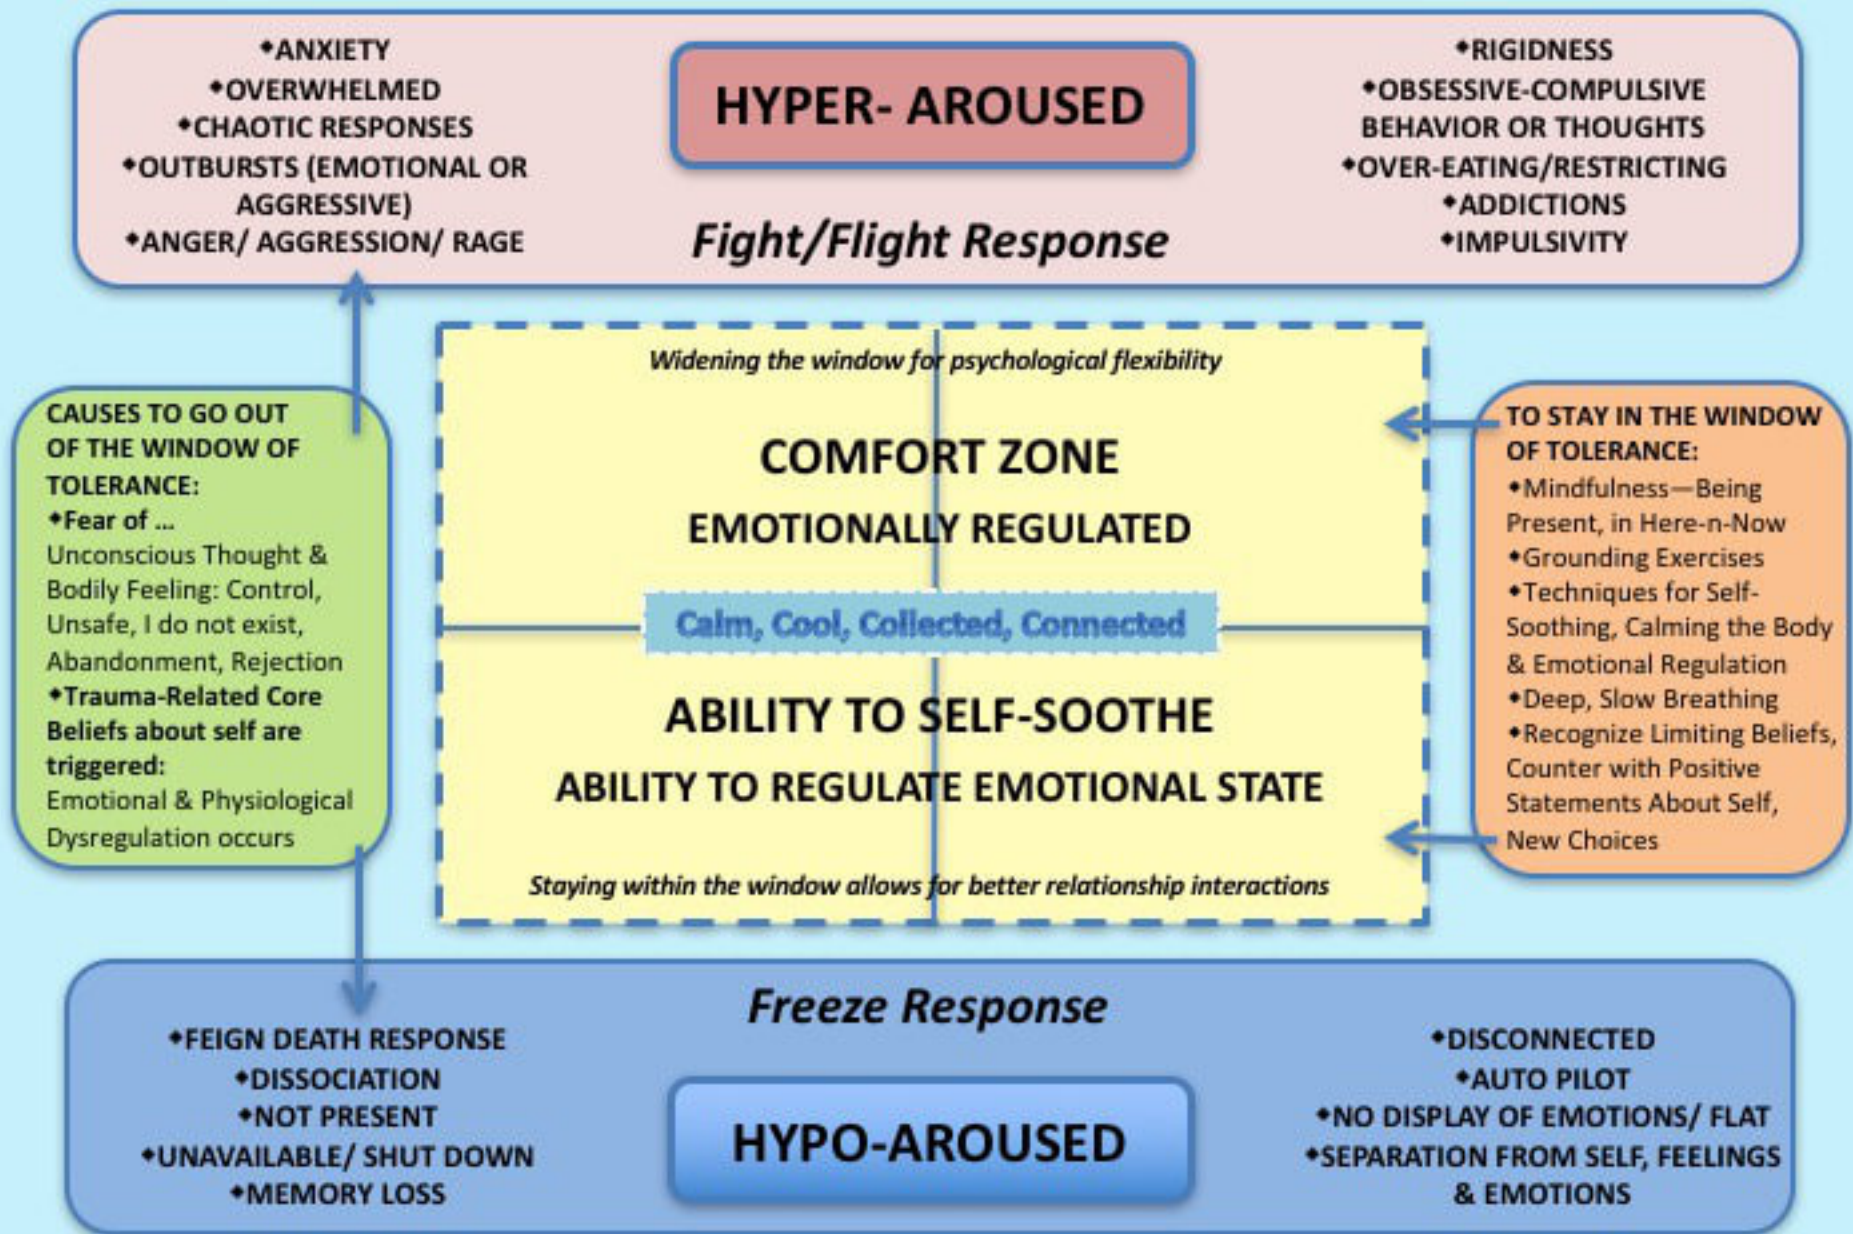 ◆ANXIETY
◆OVERWHELMED
◆CHAOTIC RESPONSES
◆OUTBURSTS (EMOTIONAL OR
AGGRESSIVE)
◆ANGER/ AGGRESSION/ RAGE
HYPER- AROUSED
Fight/Flight Response
◆RIGIDNESS
◆OBSESSIVE-COMPULSIVE
BEHAVIOR OR THOUGHTS
◆OVER-EATING/RESTRICTING
◆ADDICTIONS
◆IMPULSIVITY
CAUSES TO GO OUT
OF THE WINDOW OF
TOLERANCE:
◆Fear of ...
Unconscious Thought &
Bodily Feeling: Control,
Unsafe, I do not exist,
Abandonment, Rejection
◆Trauma-Related Core
Beliefs about self are
triggered:
Emotional & Physiological
Dysregulation occurs
Widening the window for psychological flexibility
COMFORT ZONE
EMOTIONALLY REGULATED
Calm, Cool, Collected, Connected
ABILITY TO SELF-SOOTHE
ABILITY TO REGULATE EMOTIONAL STATE
Staying within the window allows for better relationship interactions
TO STAY IN THE WINDOW
OF TOLERANCE:
◆Mindfulness—Being
Present, in Here-n-Now
◆Grounding Exercises
◆Techniques for Self-
Soothing, Calming the Body
& Emotional Regulation
◆Deep, Slow Breathing
◆Recognize Limiting Beliefs,
Counter with Positive
Statements About Self,
New Choices
Freeze Response
◆FEIGN DEATH RESPONSE
◆DISSOCIATION
◆NOT PRESENT
◆UNAVAILABLE/ SHUT DOWN
◆MEMORY LOSS
HYPO-AROUSED
◆DISCONNECTED
◆AUTO PILOT
◆NO DISPLAY OF EMOTIONS/ FLAT
◆SEPARATION FROM SELF, FEELINGS
& EMOTIONS